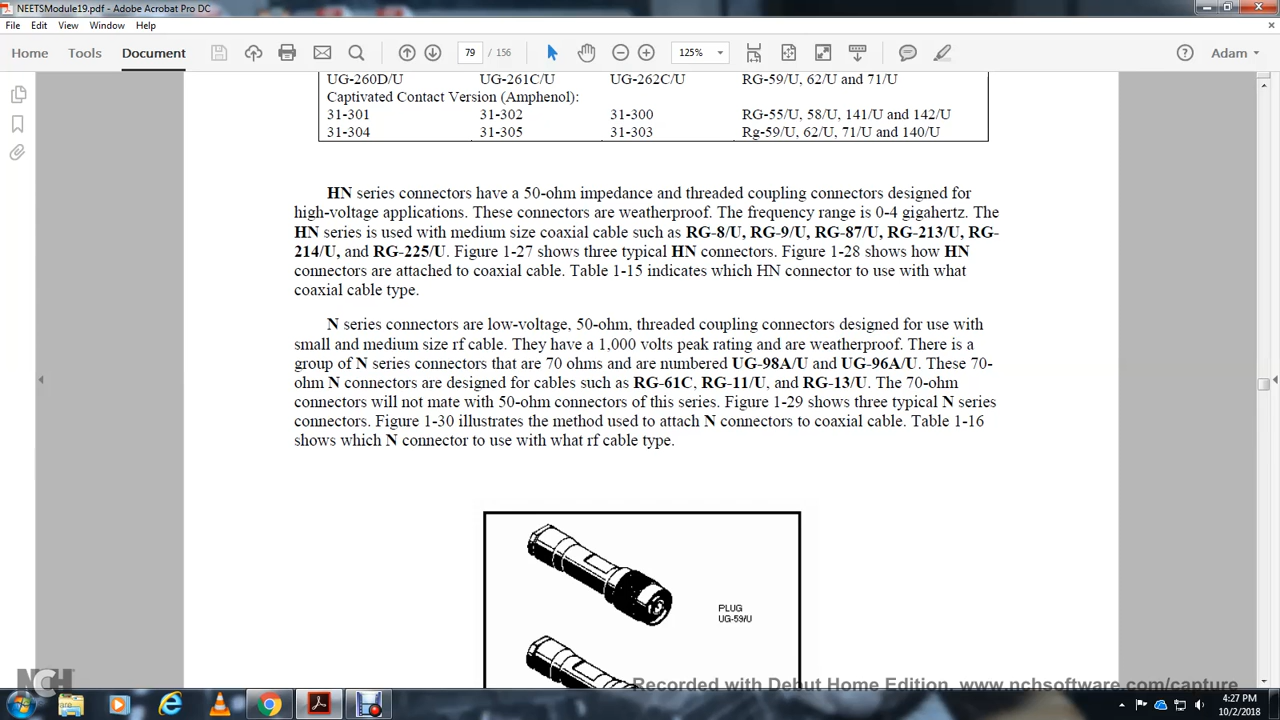 NEETSModule19.pdf - Adobe Acrobat Pro DC
File Edit View Window Help
Home Tools Document 79 / 156 125% Adam
UG-260D/U UG-261C/U UG-262C/U RG-59/U, 62/U and 71/U
Captivated Contact Version (Amphenol):
31-301 31-302 31-300 RG-55/U, 58/U, 141/U and 142/U
31-304 31-305 31-303 Rg-59/U, 62/U, 71/U and 140/U
HN series connectors have a 50-ohm impedance and threaded coupling connectors designed for
high-voltage applications. These connectors are weatherproof. The frequency range is 0-4 gigahertz. The
HN series is used with medium size coaxial cable such as RG-8/U, RG-9/U, RG-87/U, RG-213/U, RG-
214/U, and RG-225/U. Figure 1-27 shows three typical HN connectors. Figure 1-28 shows how HN
connectors are attached to coaxial cable. Table 1-15 indicates which HN connector to use with what
coaxial cable type.
N series connectors are low-voltage, 50-ohm, threaded coupling connectors designed for use with
small and medium size rf cable. They have a 1,000 volts peak rating and are weatherproof. There is a
group of N series connectors that are 70 ohms and are numbered UG-98A/U and UG-96A/U. These 70-
ohm N connectors are designed for cables such as RG-61C, RG-11/U, and RG-13/U. The 70-ohm
connectors will not mate with 50-ohm connectors of this series. Figure 1-29 shows three typical N series
connectors. Figure 1-30 illustrates the method used to attach N connectors to coaxial cable. Table 1-16
shows which N connector to use with what rf cable type.
PLUG
UG-59/U
NCH
Recorded with Debut Home Edition. www.nchsoftware.com/capture
4:27 PM
10/2/2018